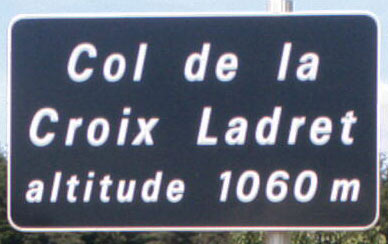 Col de la
Croix Ladret
altitude 1060 m